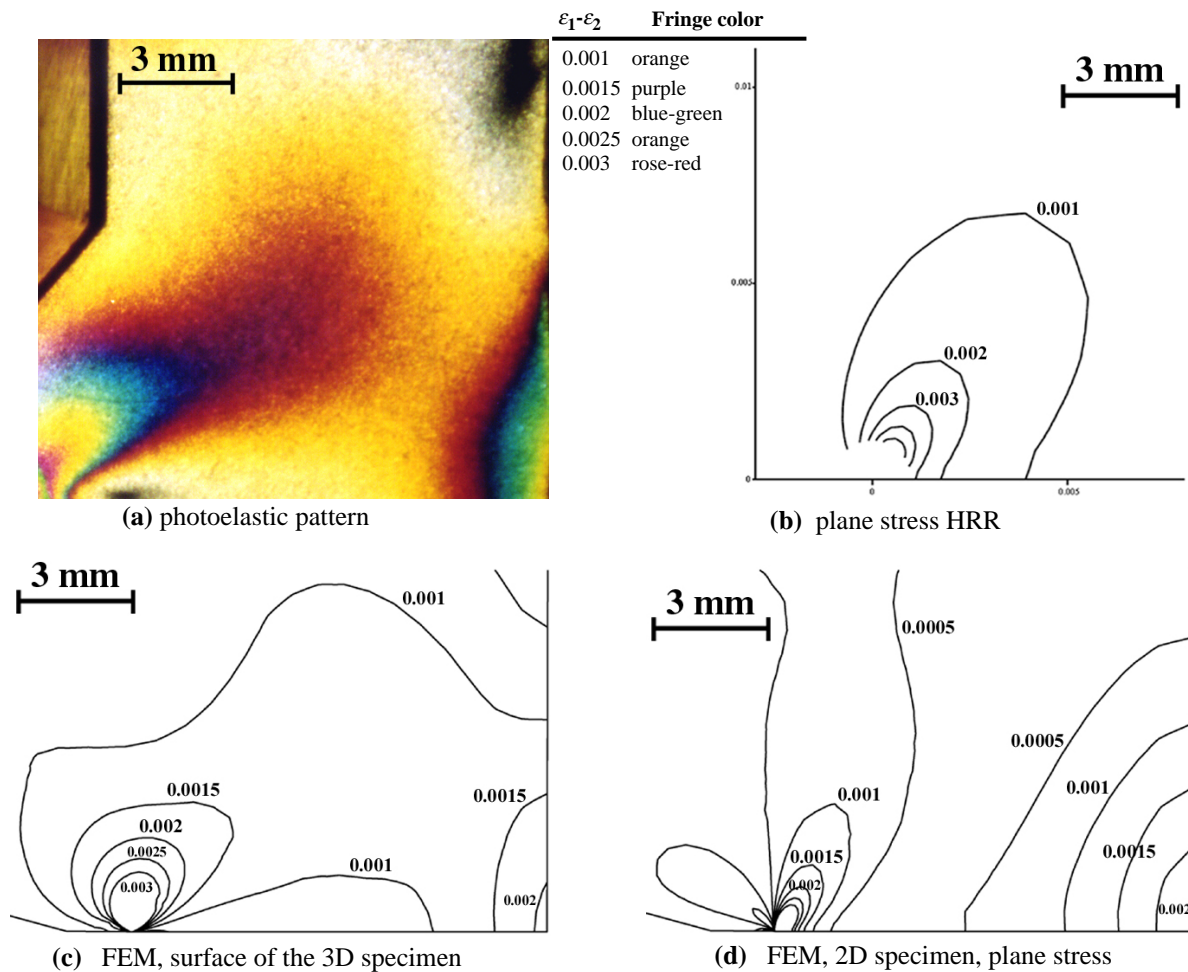 ε1-ε2 Fringe color
0.001 orange
0.0015 purple
0.002 blue-green
0.0025 orange
0.003 rose-red
3 mm
(a) photoelastic pattern
3 mm
0.01
0.005
0
0
0.005
0.001
0.002
0.003
(b) plane stress HRR
3 mm
0.001
0.0015
0.002
0.0025
0.003
0.001
0.0015
0.002
(c) FEM, surface of the 3D specimen
3 mm
0.0005
0.001
0.0015
0.002
0.0005
0.001
0.0015
0.002
(d) FEM, 2D specimen, plane stress